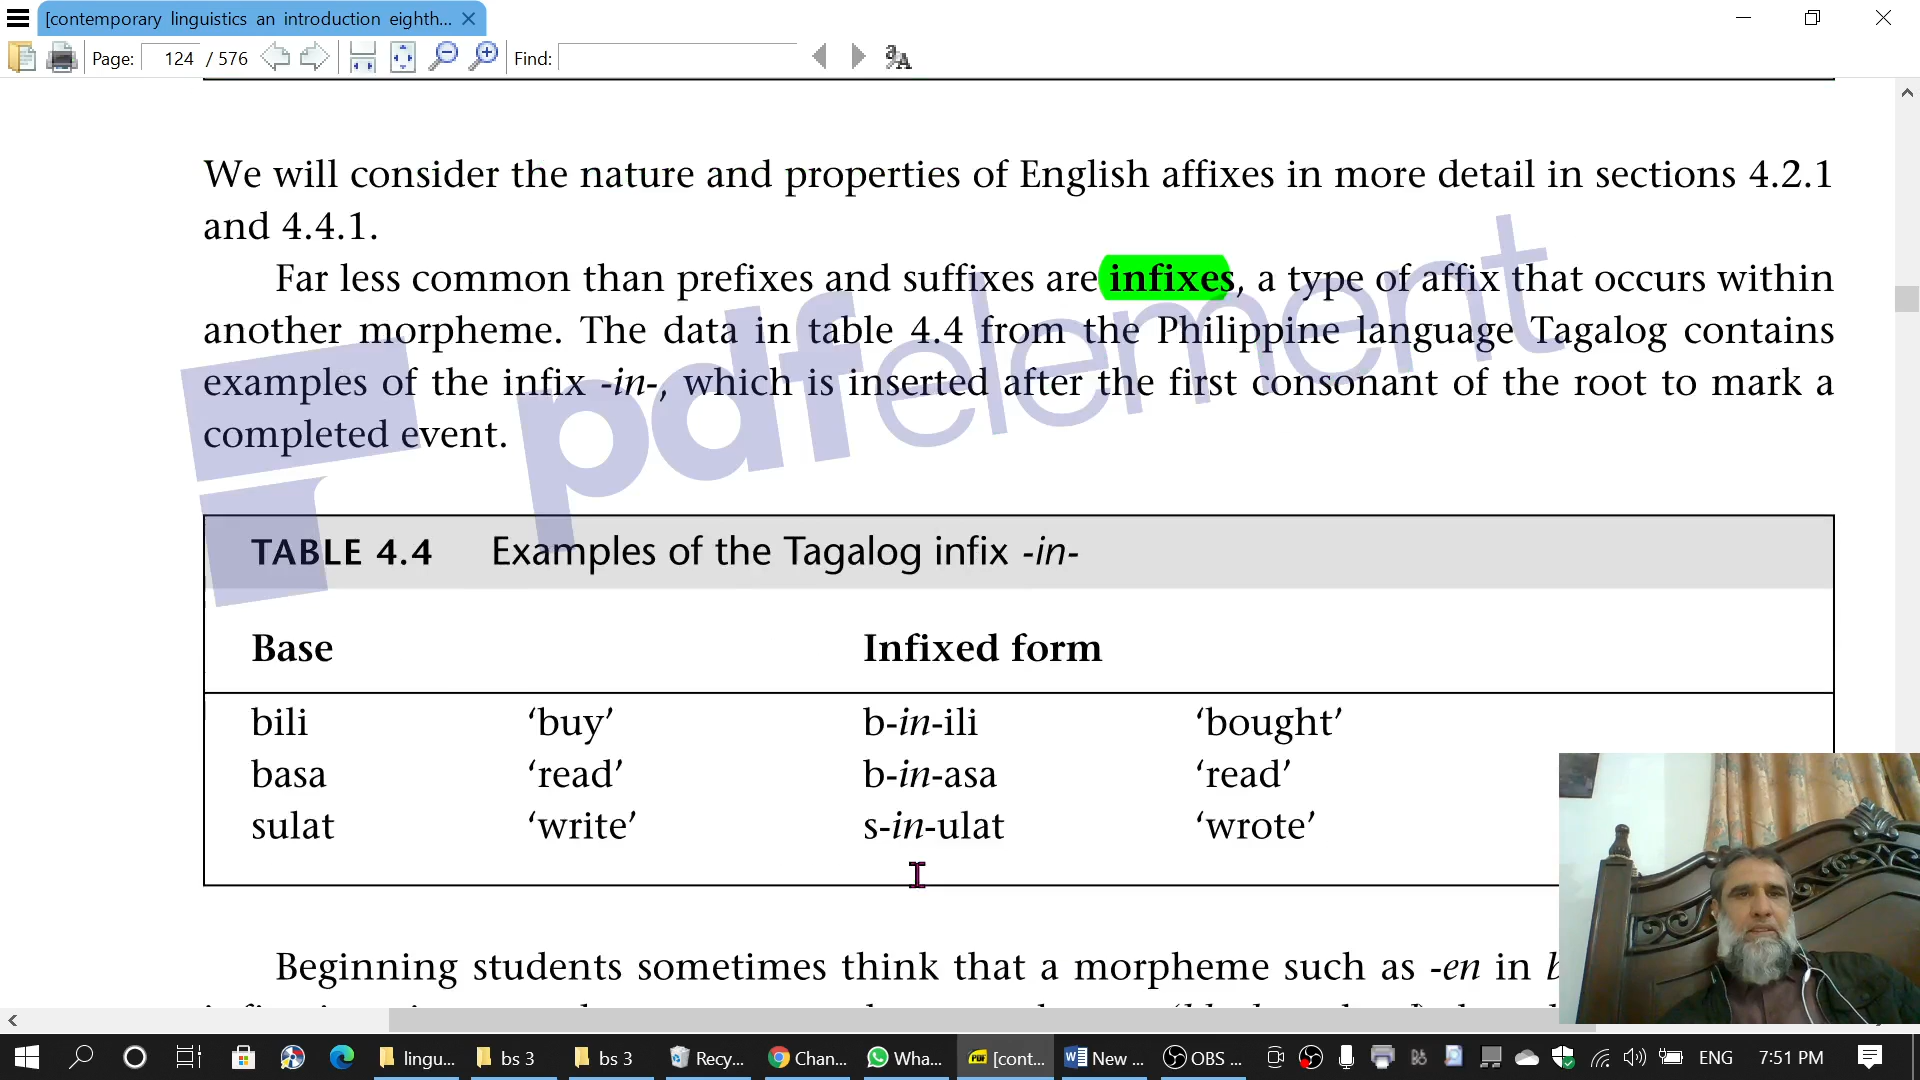 [contemporary linguistics an introduction eighth...
Page: 124 / 576 Find:
We will consider the nature and properties of English affixes in more detail in sections 4.2.1
and 4.4.1.
Far less common than prefixes and suffixes are infixes, a type of affix that occurs within
another morpheme. The data in table 4.4 from the Philippine language Tagalog contains
examples of the infix -in-, which is inserted after the first consonant of the root to mark a
completed event.
pdfelement
TABLE 4.4 Examples of the Tagalog infix -in-
Base Infixed form
bili ‘buy’ b-in-ili ‘bought’
basa ‘read’ b-in-asa ‘read’
sulat ‘write’ s-in-ulat ‘wrote’
Beginning students sometimes think that a morpheme such as -en in
lingu... bs 3 bs 3 Recy... Chan... Wha... [cont... New ... OBS ... ENG 7:51 PM